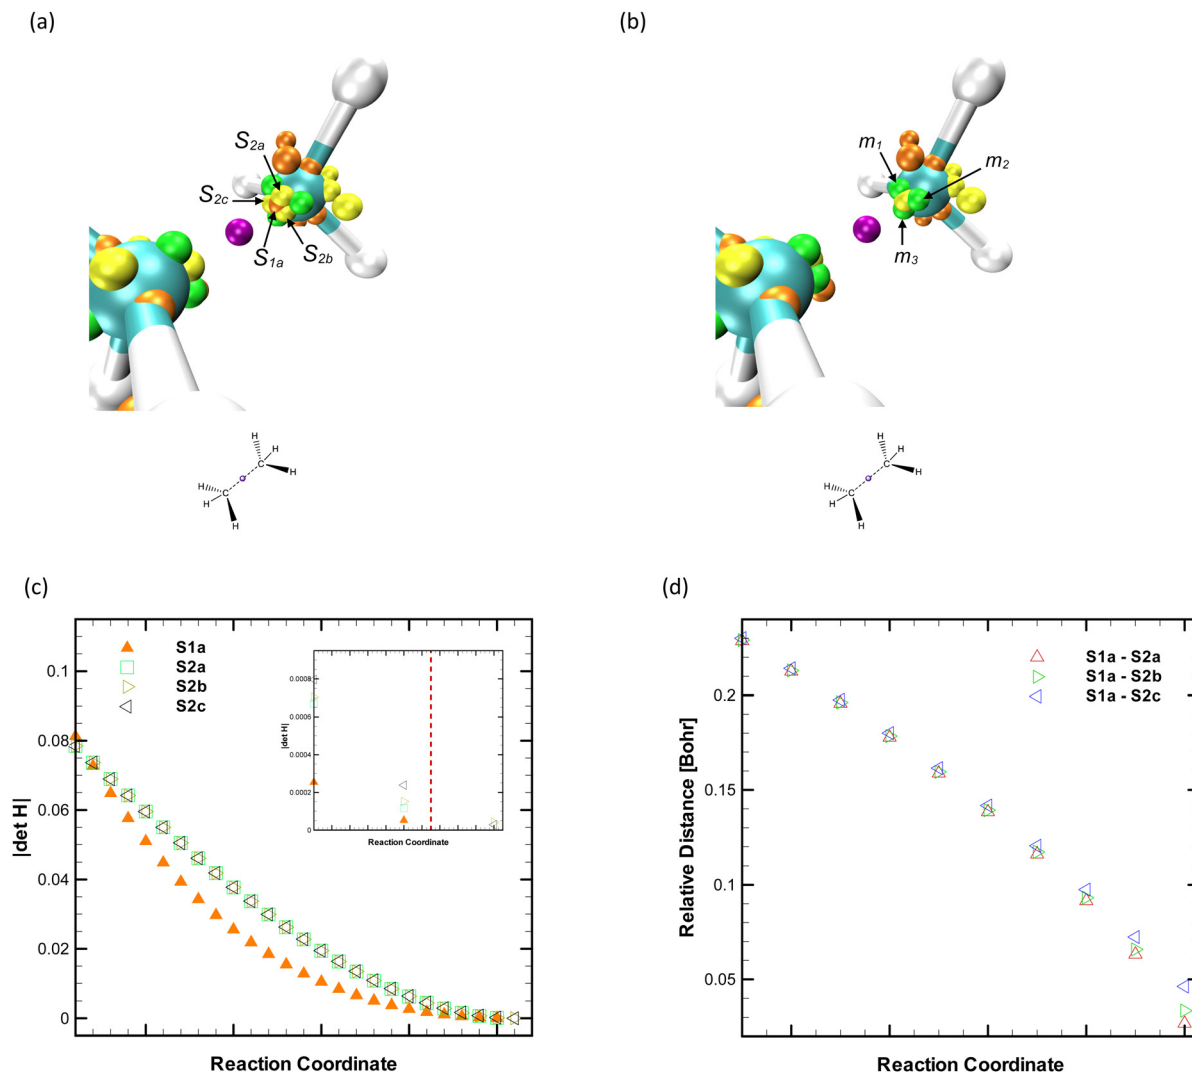 (a)
S2a
S2c
S1a
S2b
H
H
C
H
H
C
H
H
(b)
m1
m2
m3
H
H
C
H
H
C
H
H
(c)
|det H|
0.1
0.08
0.06
0.04
0.02
0
S1a
S2a
S2b
S2c
|det H|
0.0008
0.0006
0.0004
0.0002
0
Reaction Coordinate
Reaction Coordinate
(d)
Relative Distance [Bohr]
0.2
0.15
0.1
0.05
S1a - S2a
S1a - S2b
S1a - S2c
Reaction Coordinate